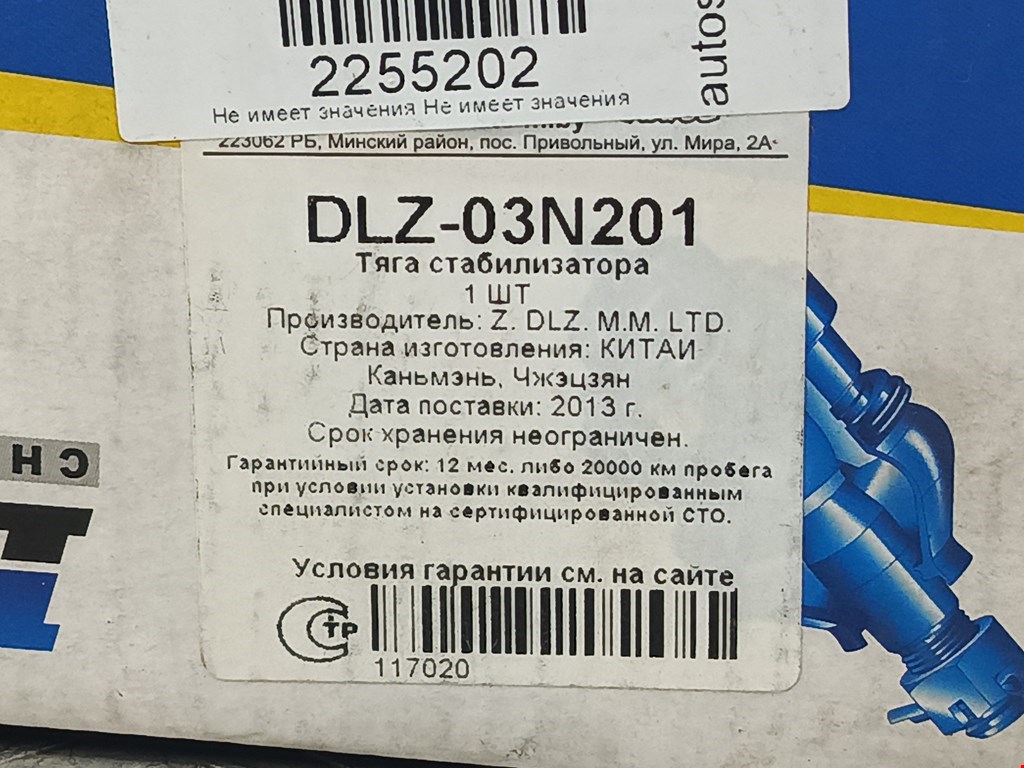 2255202
Не имеет значения Не имеет значения
autos
223062 РБ, Минский район, пос. Привольный, ул. Мира, 2А-
DLZ-03N201
Тяга стабилизатора
1 ШТ
Производитель: Z. DLZ. M.M. LTD.
Страна изготовления: КИТАЙ
Каньмэнь, Чжэцзян
Дата поставки: 2013 г.
Срок хранения неограничен.
Гарантийный срок: 12 мес. либо 20000 км пробега
при условии установки квалифицированным
специалистом на сертифицированной СТО.
Условия гарантии см. на сайте
СТР
117020